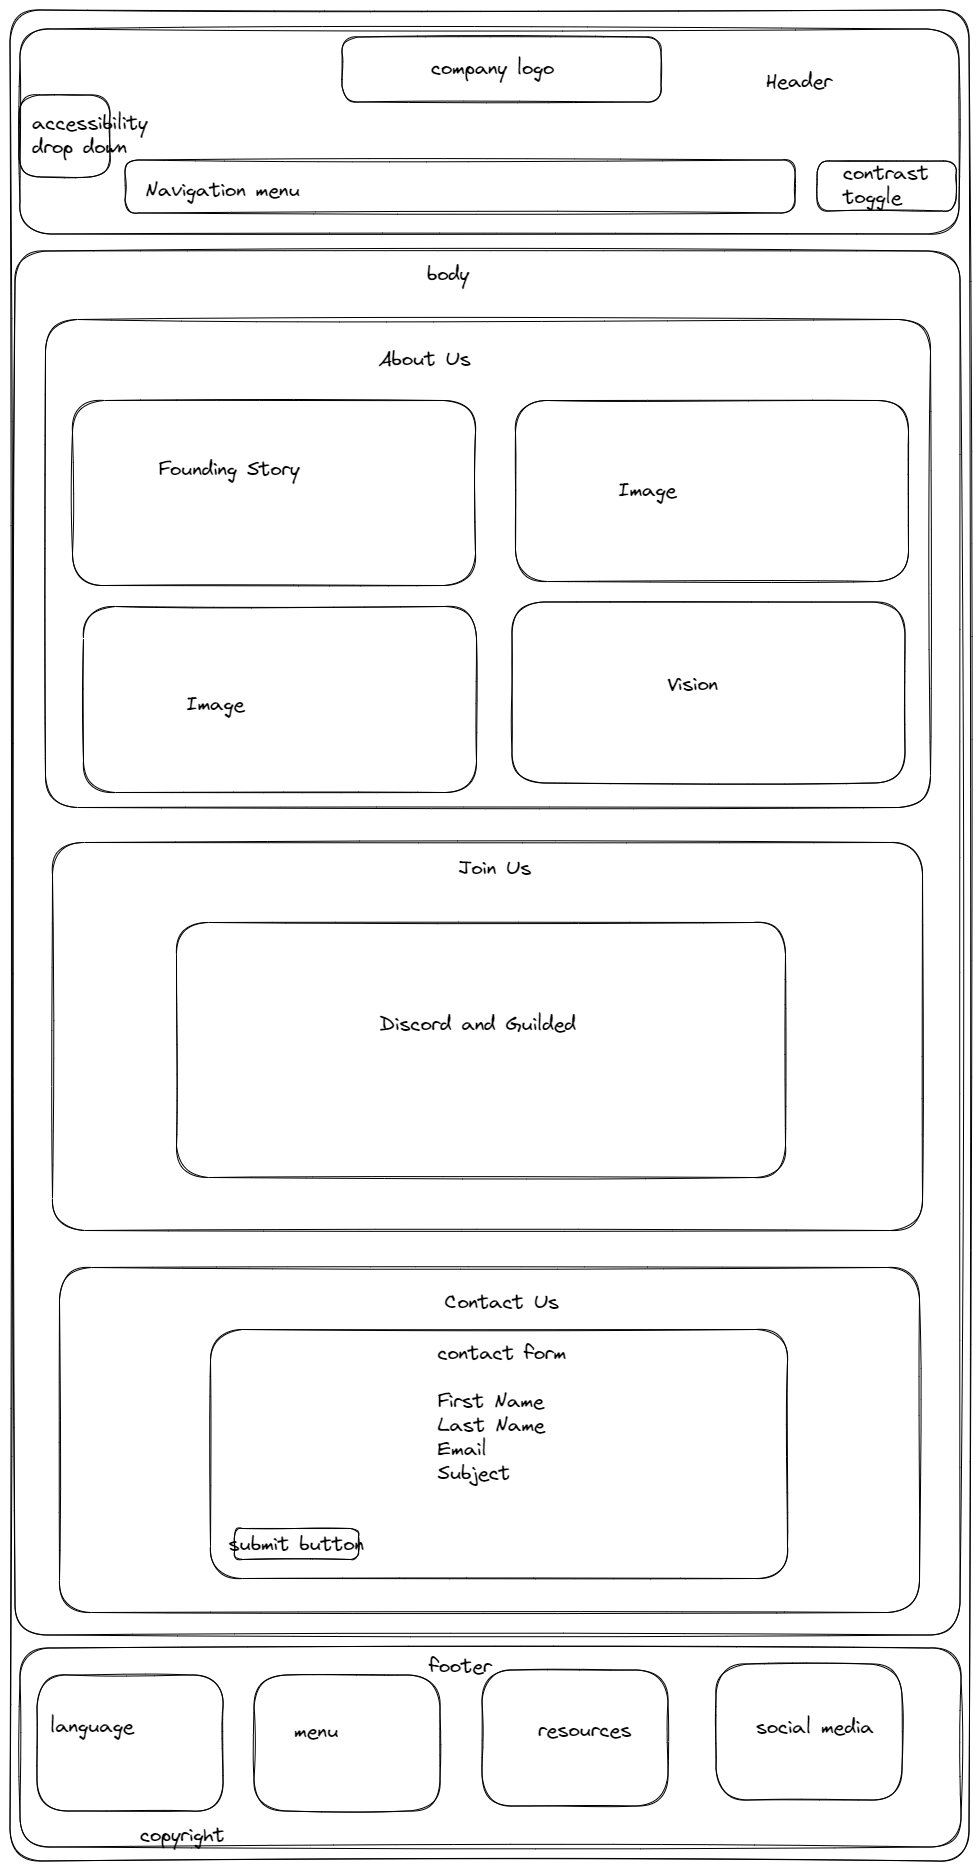 company logo
Header
accessibility
drop down
Navigation menu
contrast
toggle
body
About Us
Founding Story
Image
Image
Vision
Join Us
Discord and Guilded
Contact Us
contact form
First Name
Last Name
Email
Subject
submit button
footer
language
menu
resources
social media
copyright